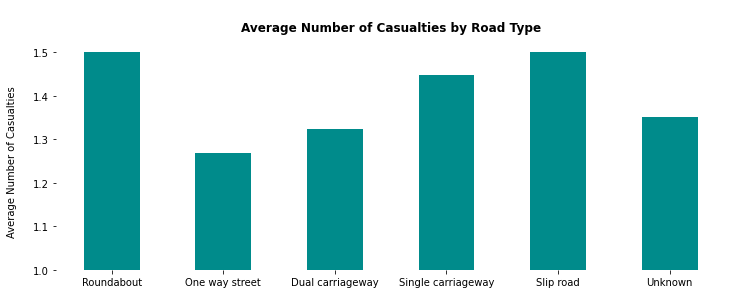 Average Number of Casualties by Road Type
Average Number of Casualties
1.5
1.4
1.3
1.2
1.1
1.0
Roundabout
One way street
Dual carriageway
Single carriageway
Slip road
Unknown